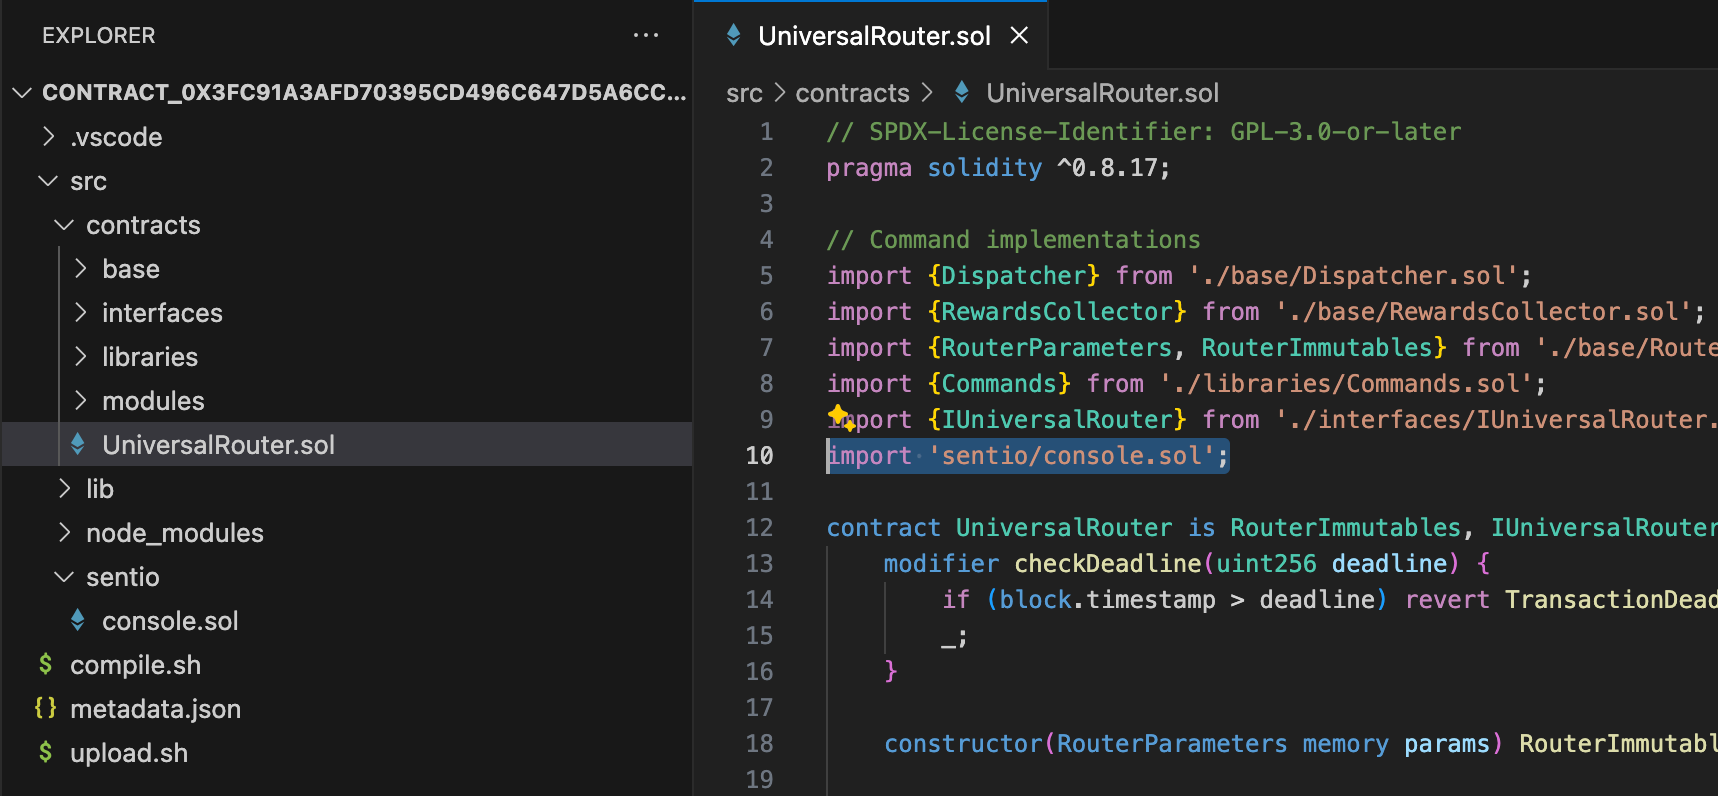 EXPLORER
CONTRACT_0X3FC91A3AFD70395CD496C647D5A6CC...
.vscode
src
contracts
base
interfaces
libraries
modules
UniversalRouter.sol
lib
node_modules
sentio
console.sol
$ compile.sh
{} metadata.json
$ upload.sh
UniversalRouter.sol
src > contracts > UniversalRouter.sol
1 // SPDX-License-Identifier: GPL-3.0-or-later
2 pragma solidity ^0.8.17;
3
4 // Command implementations
5 import {Dispatcher} from './base/Dispatcher.sol';
6 import {RewardsCollector} from './base/RewardsCollector.sol';
7 import {RouterParameters, RouterImmutables} from './base/Route
8 import {Commands} from './libraries/Commands.sol';
9 import {IUniversalRouter} from './interfaces/IUniversalRouter.
10 import 'sentio/console.sol';
11
12 contract UniversalRouter is RouterImmutables, IUniversalRouter
13 modifier checkDeadline(uint256 deadline) {
14 if (block.timestamp > deadline) revert TransactionDead
15 _;
16 }
17
18 constructor(RouterParameters memory params) RouterImmutabl
19